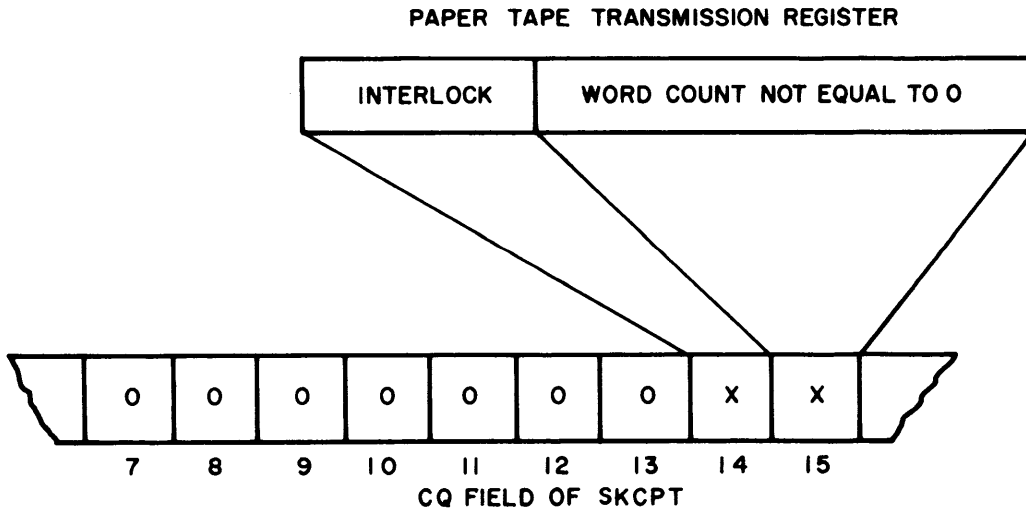 PAPER TAPE TRANSMISSION REGISTER
INTERLOCK WORD COUNT NOT EQUAL TO 0
0 0 0 0 0 0 0 X X
7 8 9 10 11 12 13 14 15
CQ FIELD OF SKCPT